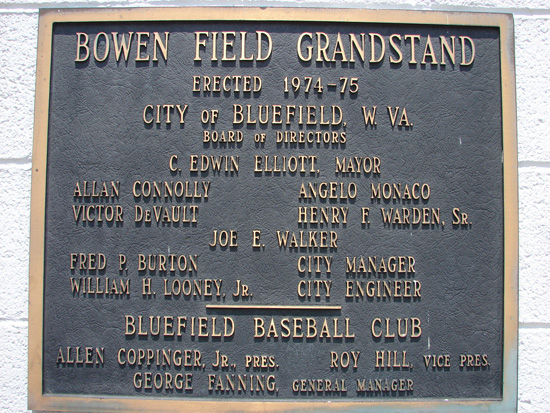 BOWEN FIELD GRANDSTAND
ERECTED 1974-75
CITY OF BLUEFIELD, W VA.
BOARD OF DIRECTORS
C. EDWIN ELLIOTT, MAYOR
ALLAN CONNOLLY ANGELO MONACO
VICTOR DeVAULT HENRY F WARDEN, SR.
JOE E. WALKER
FRED P. BURTON CITY MANAGER
WILLIAM H. LOONEY, JR. CITY ENGINEER
BLUEFIELD BASEBALL CLUB
ALLEN COPPINGER, JR., PRES. ROY HILL, VICE PRES.
GEORGE FANNING, GENERAL MANAGER